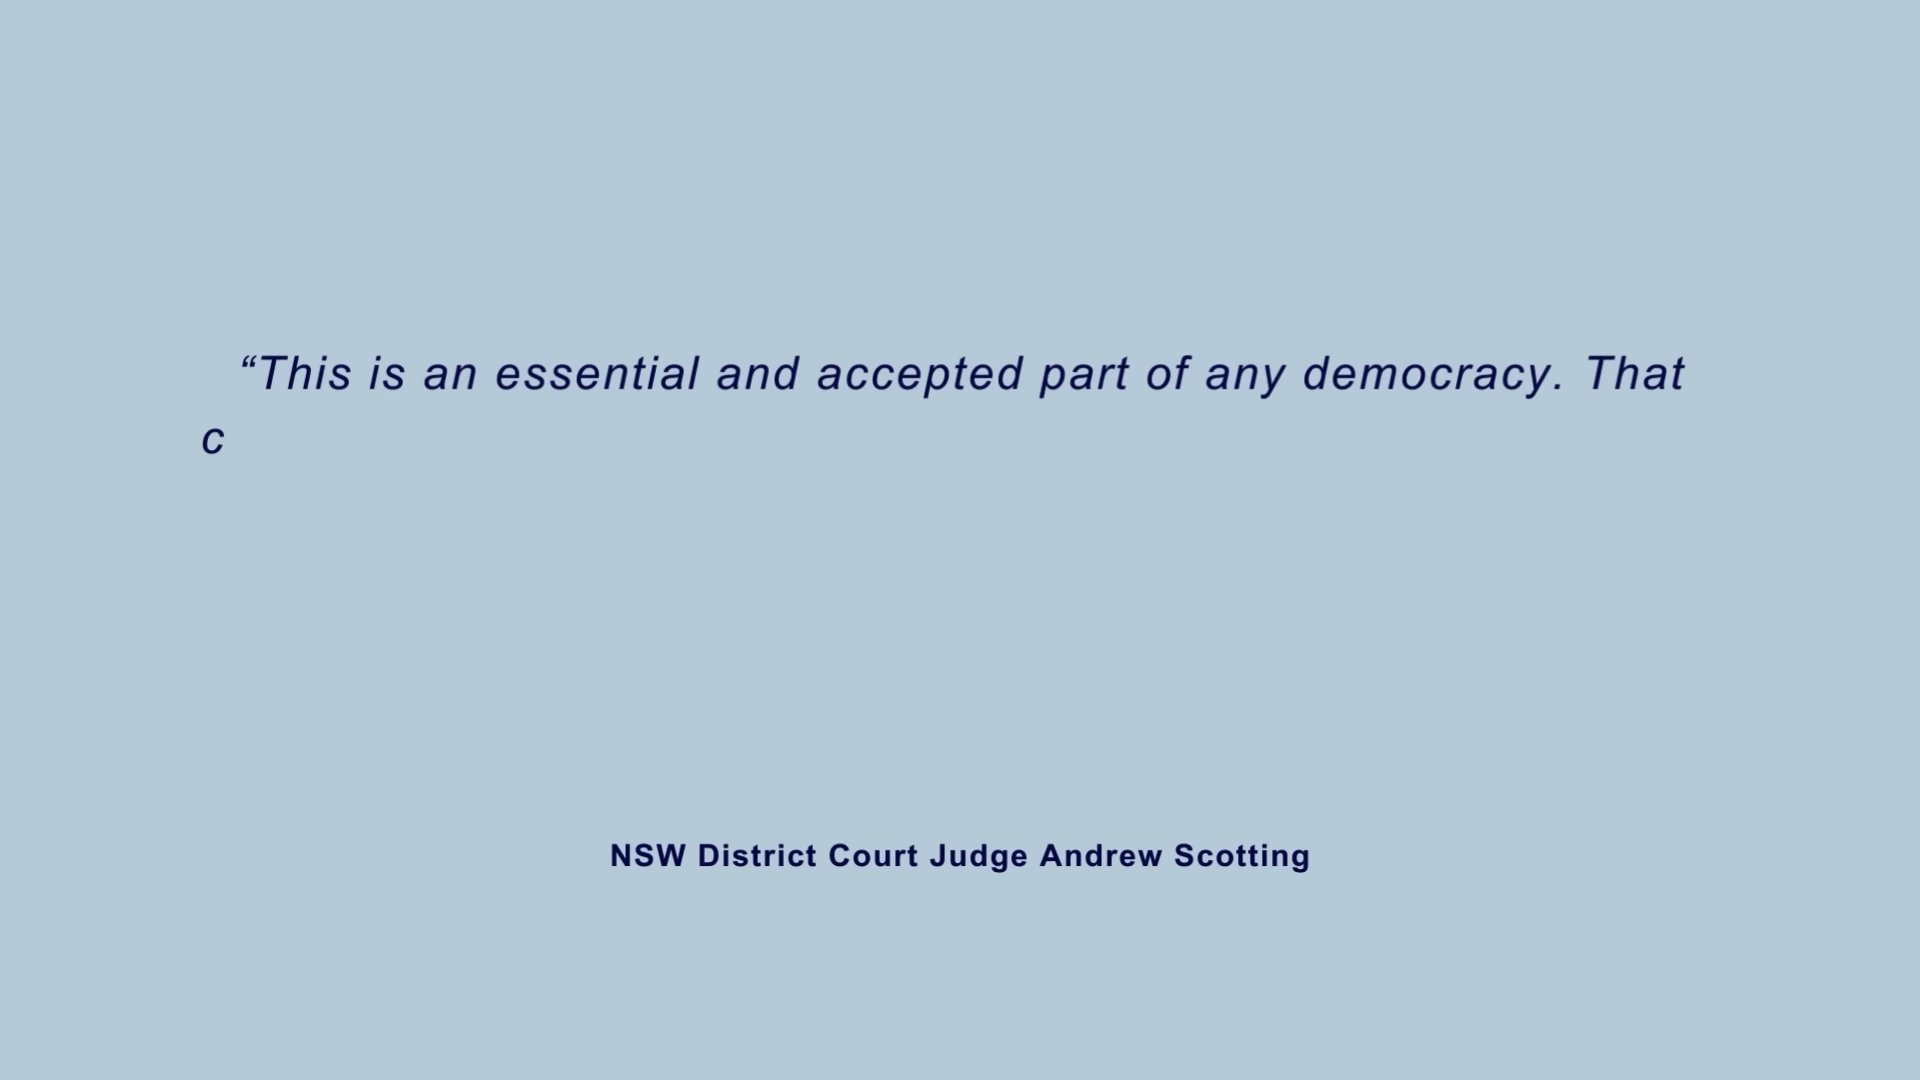 “This is an essential and accepted part of any democracy. That
c
NSW District Court Judge Andrew Scotting